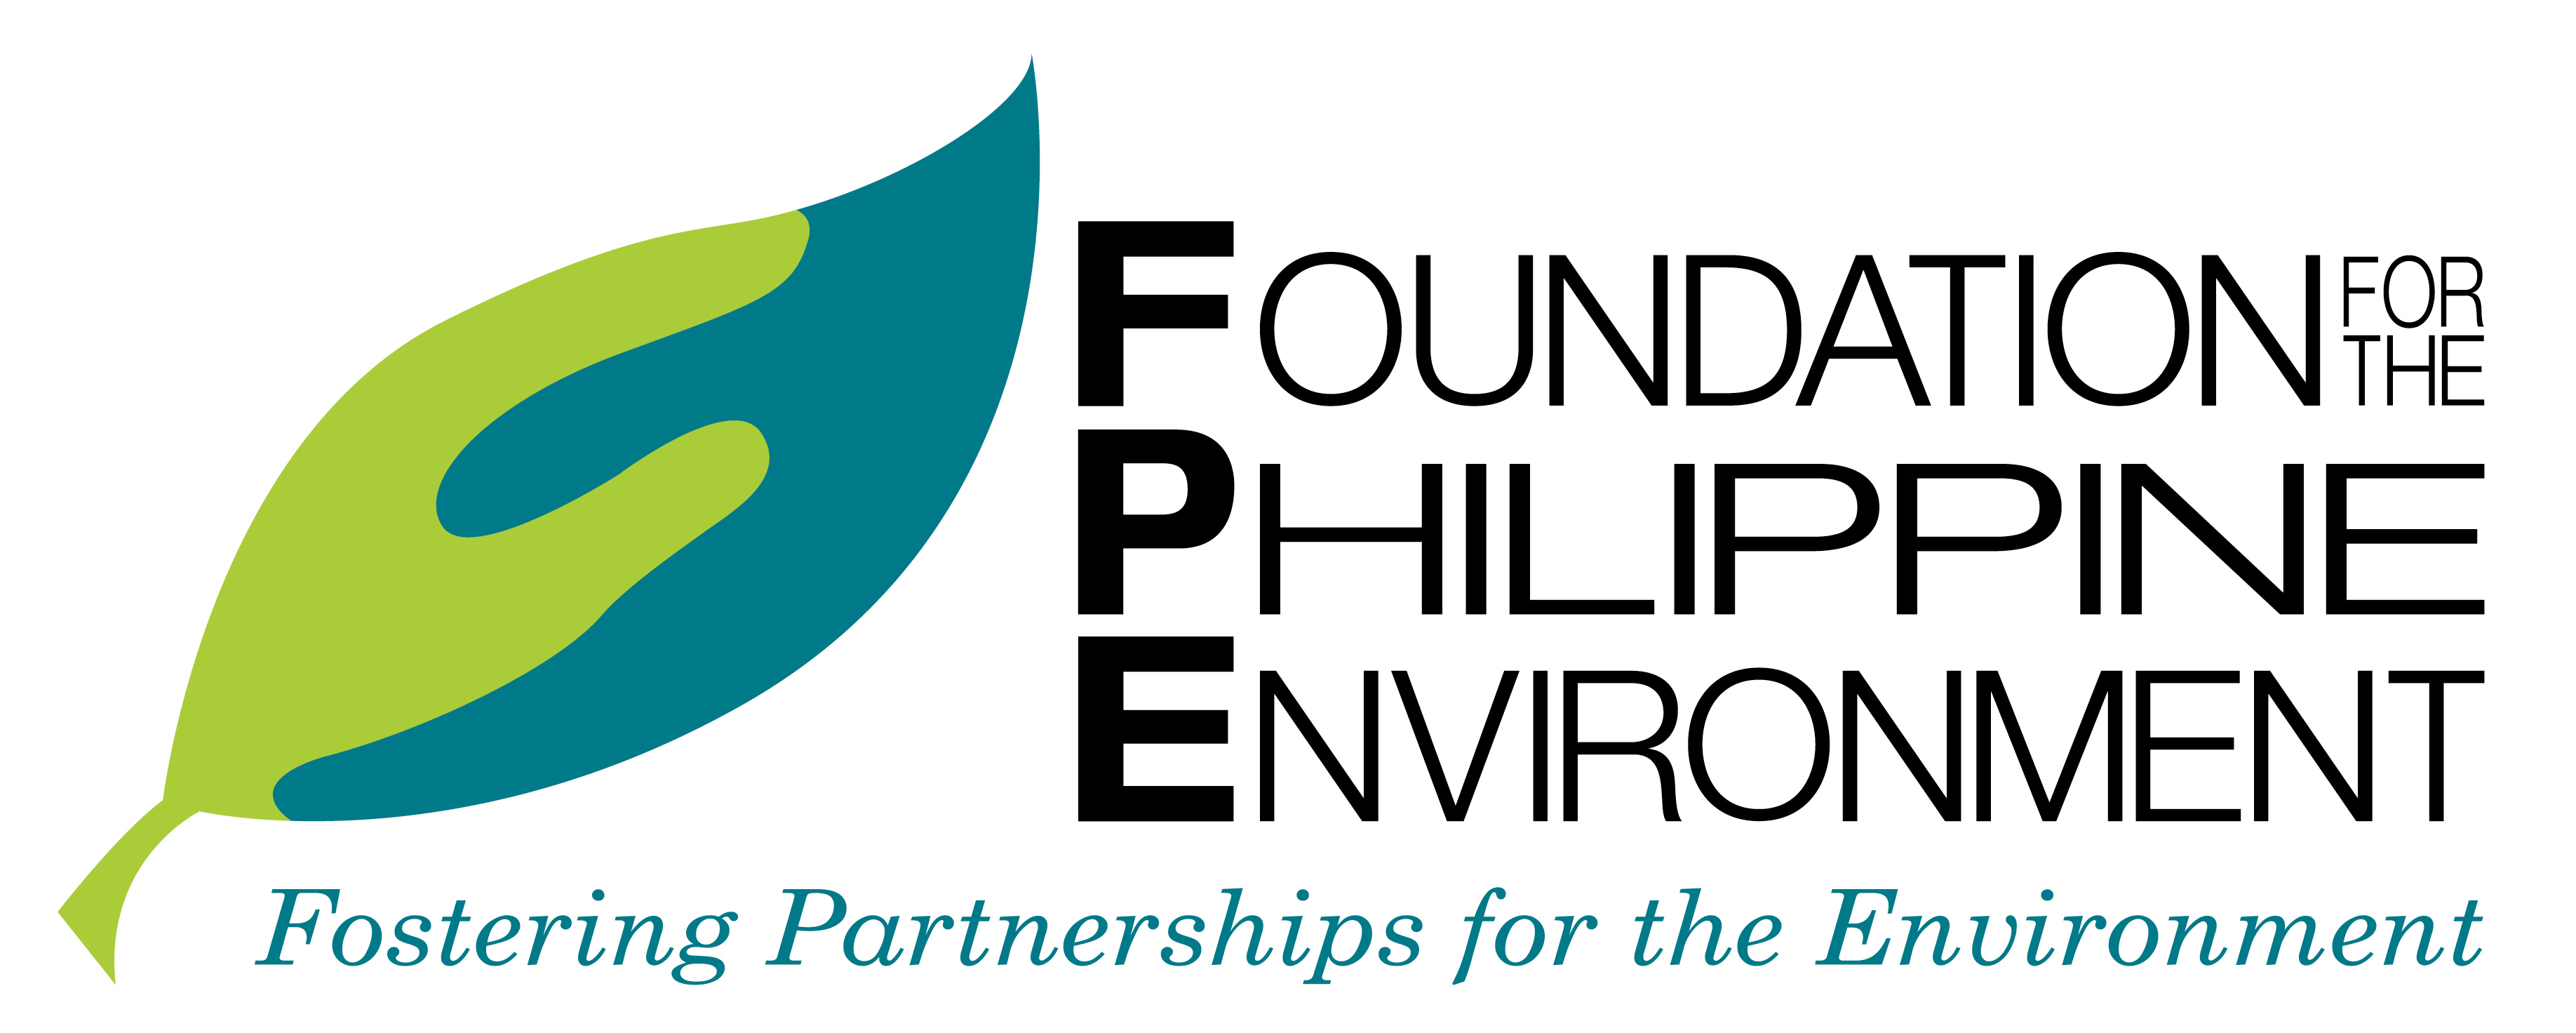 FOUNDATION FOR THE
PHILIPPINE
ENVIRONMENT
Fostering Partnerships for the Environment